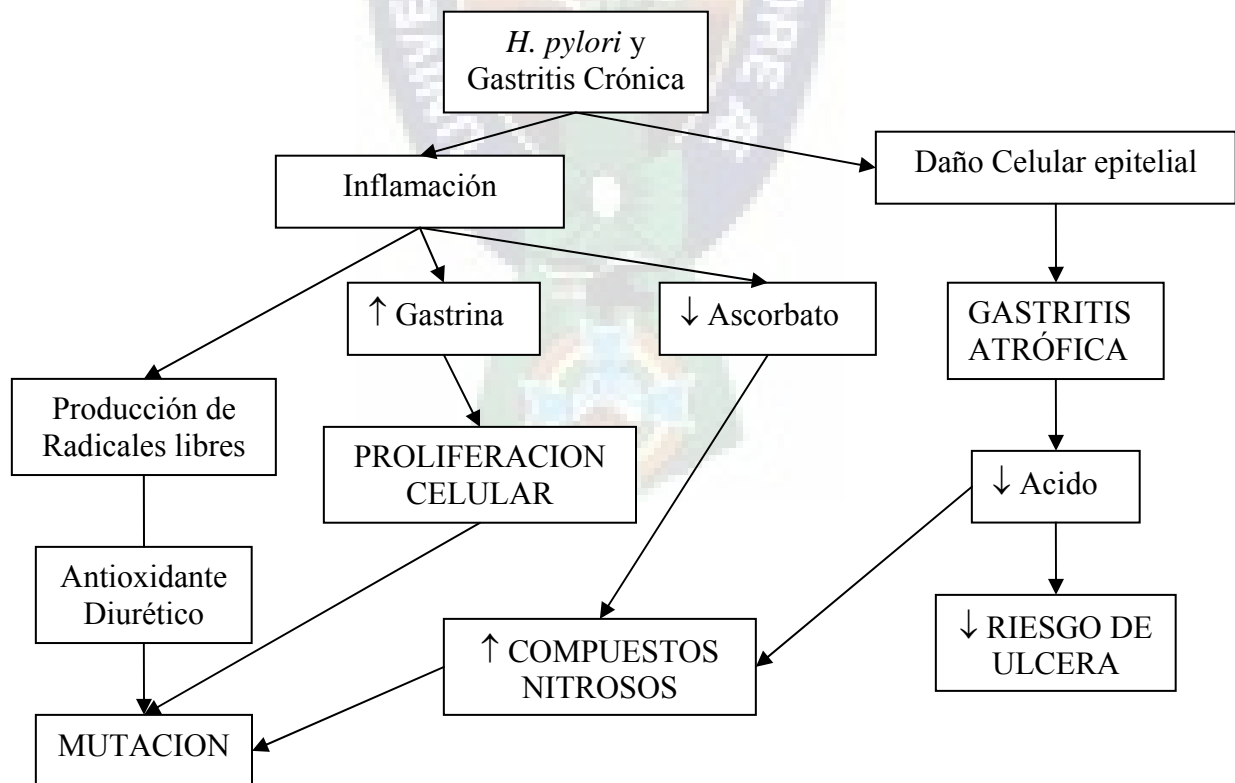 H. pylori y
Gastritis Crónica
Inflamación
Daño Celular epitelial
↑ Gastrina
↓ Ascorbato
GASTRITIS
ATRÓFICA
Producción de
Radicales libres
PROLIFERACION
CELULAR
↓ Acido
Antioxidante
Diurético
↑ COMPUESTOS
NITROSOS
↓ RIESGO DE
ULCERA
MUTACION